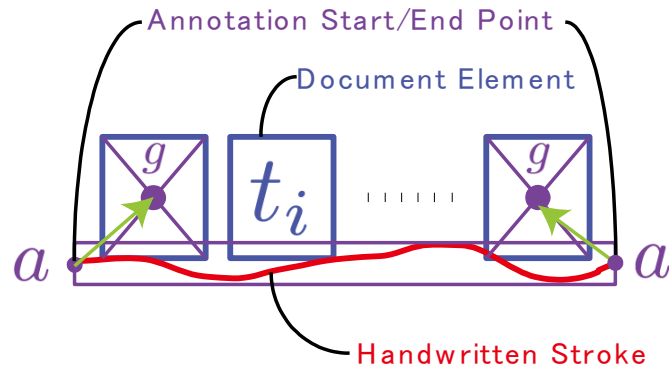 Annotation Start/End Point
Document Element
g
g
t_i
a
a
Handwritten Stroke